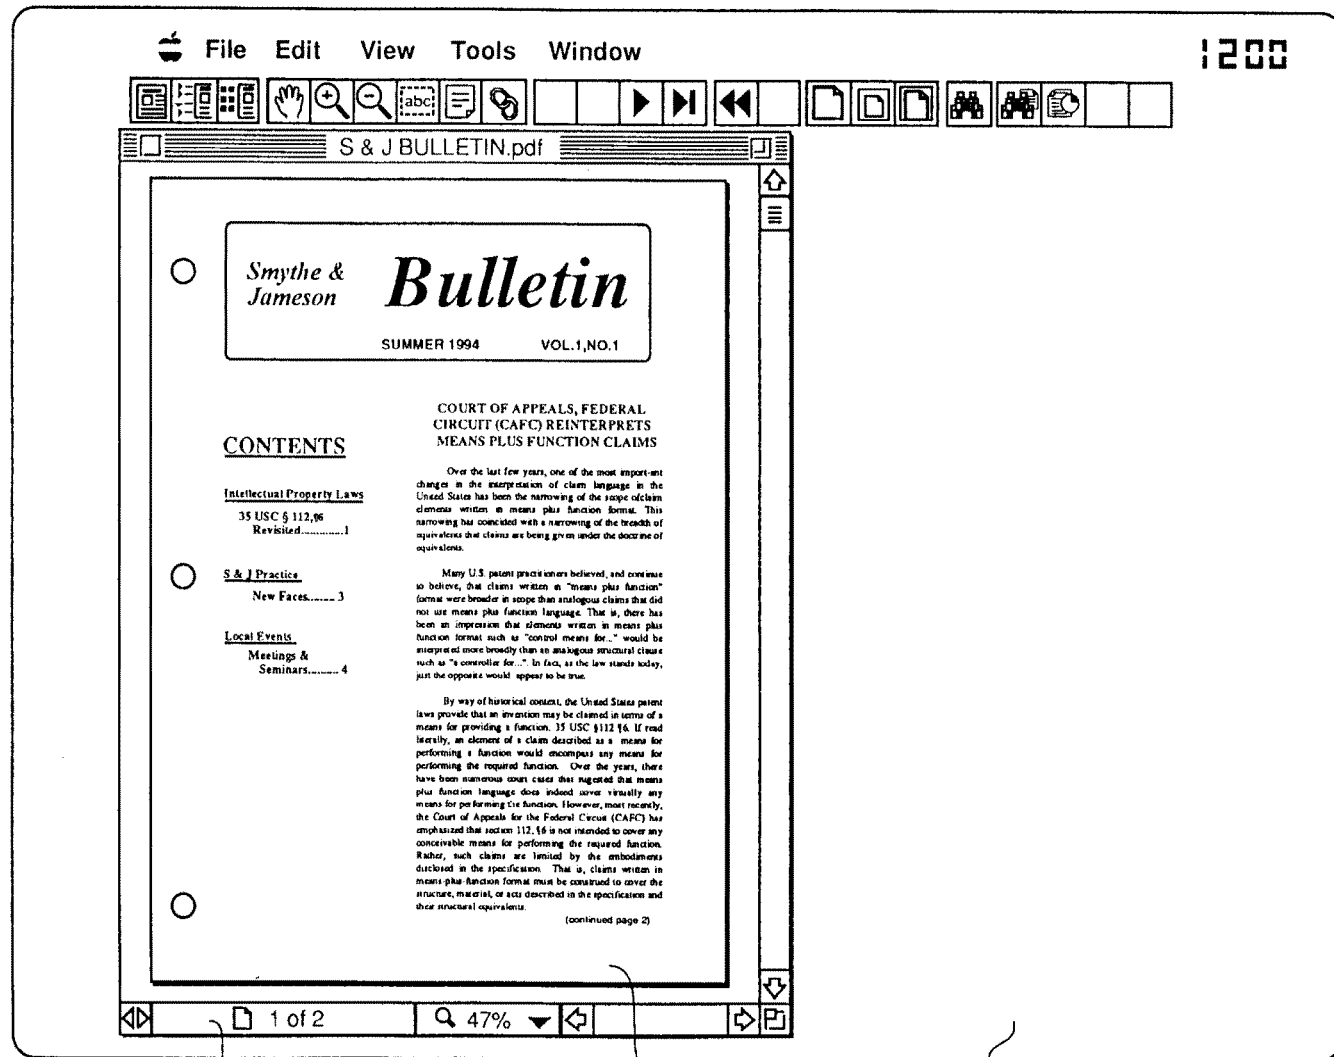 File Edit View Tools Window
1200
abc
S & J BULLETIN.pdf
Smythe &
Jameson
Bulletin
SUMMER 1994 VOL.1,NO.1
CONTENTS
Intellectual Property Laws
35 USC § 112,¶6
Revisited.............1
S & J Practice
New Faces........ 3
Local Events
Meetings &
Seminars......... 4
COURT OF APPEALS, FEDERAL
CIRCUIT (CAFC) REINTERPRETS
MEANS PLUS FUNCTION CLAIMS
Over the last few years, one of the most import-ant
changes in the interpretation of claim language in the
United States has been the narrowing of the scope ofclaim
elements written in means plus function format. This
narrowing has coincided with a narrowing of the breadth of
equivalents that claims are being given under the doctrine of
equivalents.
Many U.S. patent practitioners believed, and continue
to believe, that claims written in "means plus function"
format were broader in scope than analogous claims that did
not use means plus function language. That is, there has
been an impression that elements written in means plus
function format such as "control means for..." would be
interpreted more broadly than an analogous structural clause
such as "a controller for...". In fact, as the law stands today,
just the opposite would appear to be true.
By way of historical context, the United States patent
laws provide that an invention may be claimed in terms of a
means for providing a function. 35 USC §112 ¶6. If read
literally, an element of a claim described as a means for
performing a function would encompass any means for
performing the required function. Over the years, there
have been numerous court cases that sugested that means
plus function language does indeed cover virtually any
means for performing the function. However, most recently,
the Court of Appeals for the Federal Circuit (CAFC) has
emphasized that section 112, ¶6 is not intended to cover any
conceivable means for performing the required function.
Rather, such claims are limited by the embodiments
disclosed in the specification. That is, claims written in
means-plus-function format must be construed to cover the
structure, material, or acts described in the specification and
their structural equivalents.
(continued page 2)
1 of 2 47%